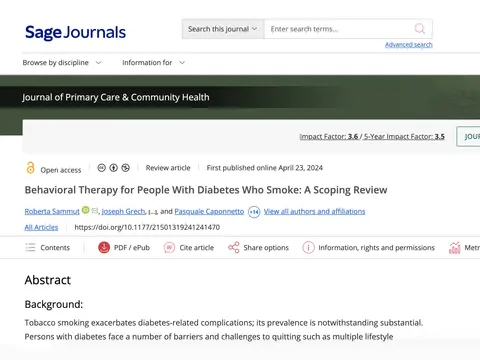 Sage Journals
Search this journal
Enter search terms...
Advanced search
Browse by discipline
Information for
Journal of Primary Care & Community Health
Impact Factor: 3.6 / 5-Year Impact Factor: 3.5
JOUR
Open access
Review article
First published online April 23, 2024
Behavioral Therapy for People With Diabetes Who Smoke: A Scoping Review
Roberta Sammut iD, Joseph Grech, [...], and Pasquale Caponnetto +14 View all authors and affiliations
All Articles https://doi.org/10.1177/21501319241241470
Contents
PDF / ePub
Cite article
Share options
Information, rights and permissions
Metr
Abstract
Background:
Tobacco smoking exacerbates diabetes-related complications; its prevalence is notwithstanding substantial.
Persons with diabetes face a number of barriers and challenges to quitting such as multiple lifestyle